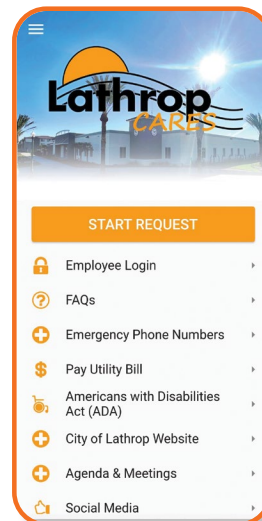 Lathrop
CARES
START REQUEST
Employee Login
FAQs
Emergency Phone Numbers
Pay Utility Bill
Americans with Disabilities
Act (ADA)
City of Lathrop Website
Agenda & Meetings
Social Media